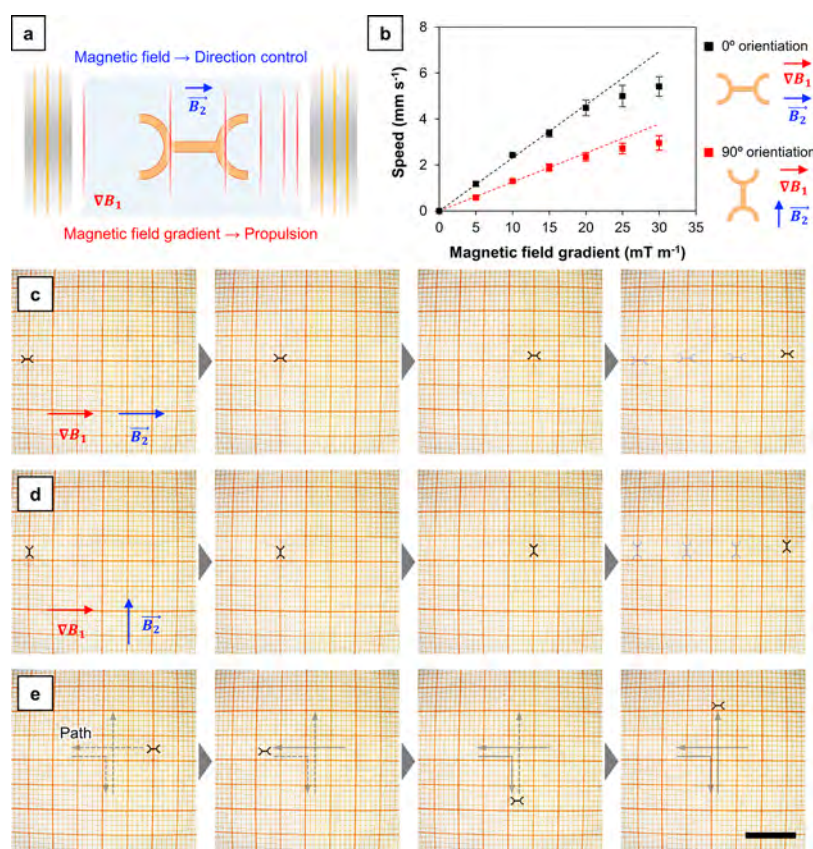 a
Magnetic field → Direction control
B₂
∇B₁
Magnetic field gradient → Propulsion
b
Speed (mm s⁻¹)
8
6
4
2
0
0 5 10 15 20 25 30 35
Magnetic field gradient (mT m⁻¹)
0º orientiation
∇B₁
B₂
90º orientation
∇B₁
B₂
c
∇B₁
B₂
d
∇B₁
B₂
e
Path